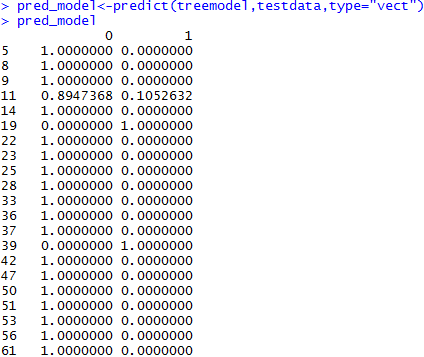 > pred_model<-predict(treemodel,testdata,type="vect")
> pred_model
           0         1
5  1.0000000 0.0000000
8  1.0000000 0.0000000
9  1.0000000 0.0000000
11 0.8947368 0.1052632
14 1.0000000 0.0000000
19 0.0000000 1.0000000
22 1.0000000 0.0000000
23 1.0000000 0.0000000
25 1.0000000 0.0000000
28 1.0000000 0.0000000
33 1.0000000 0.0000000
36 1.0000000 0.0000000
37 1.0000000 0.0000000
39 0.0000000 1.0000000
42 1.0000000 0.0000000
47 1.0000000 0.0000000
50 1.0000000 0.0000000
51 1.0000000 0.0000000
53 1.0000000 0.0000000
56 1.0000000 0.0000000
61 1.0000000 0.0000000